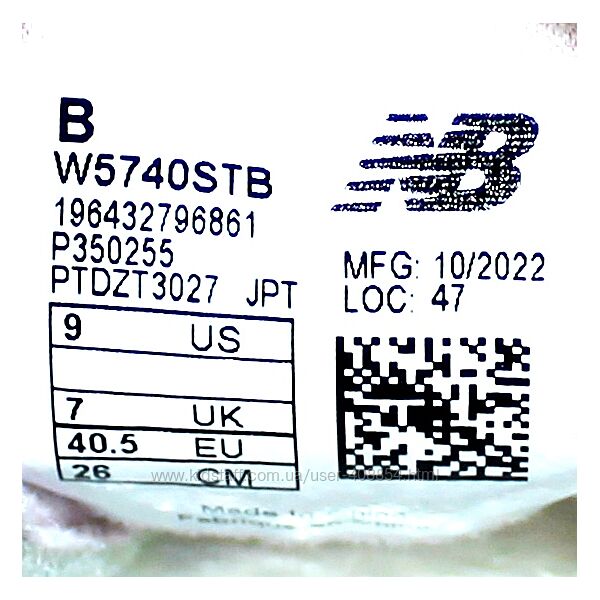 B
W5740STB
196432796861
P350255
PTDZT3027 JPT
NB
MFG: 10/2022
LOC: 47
9 US
7 UK
40.5 EU
26 CM